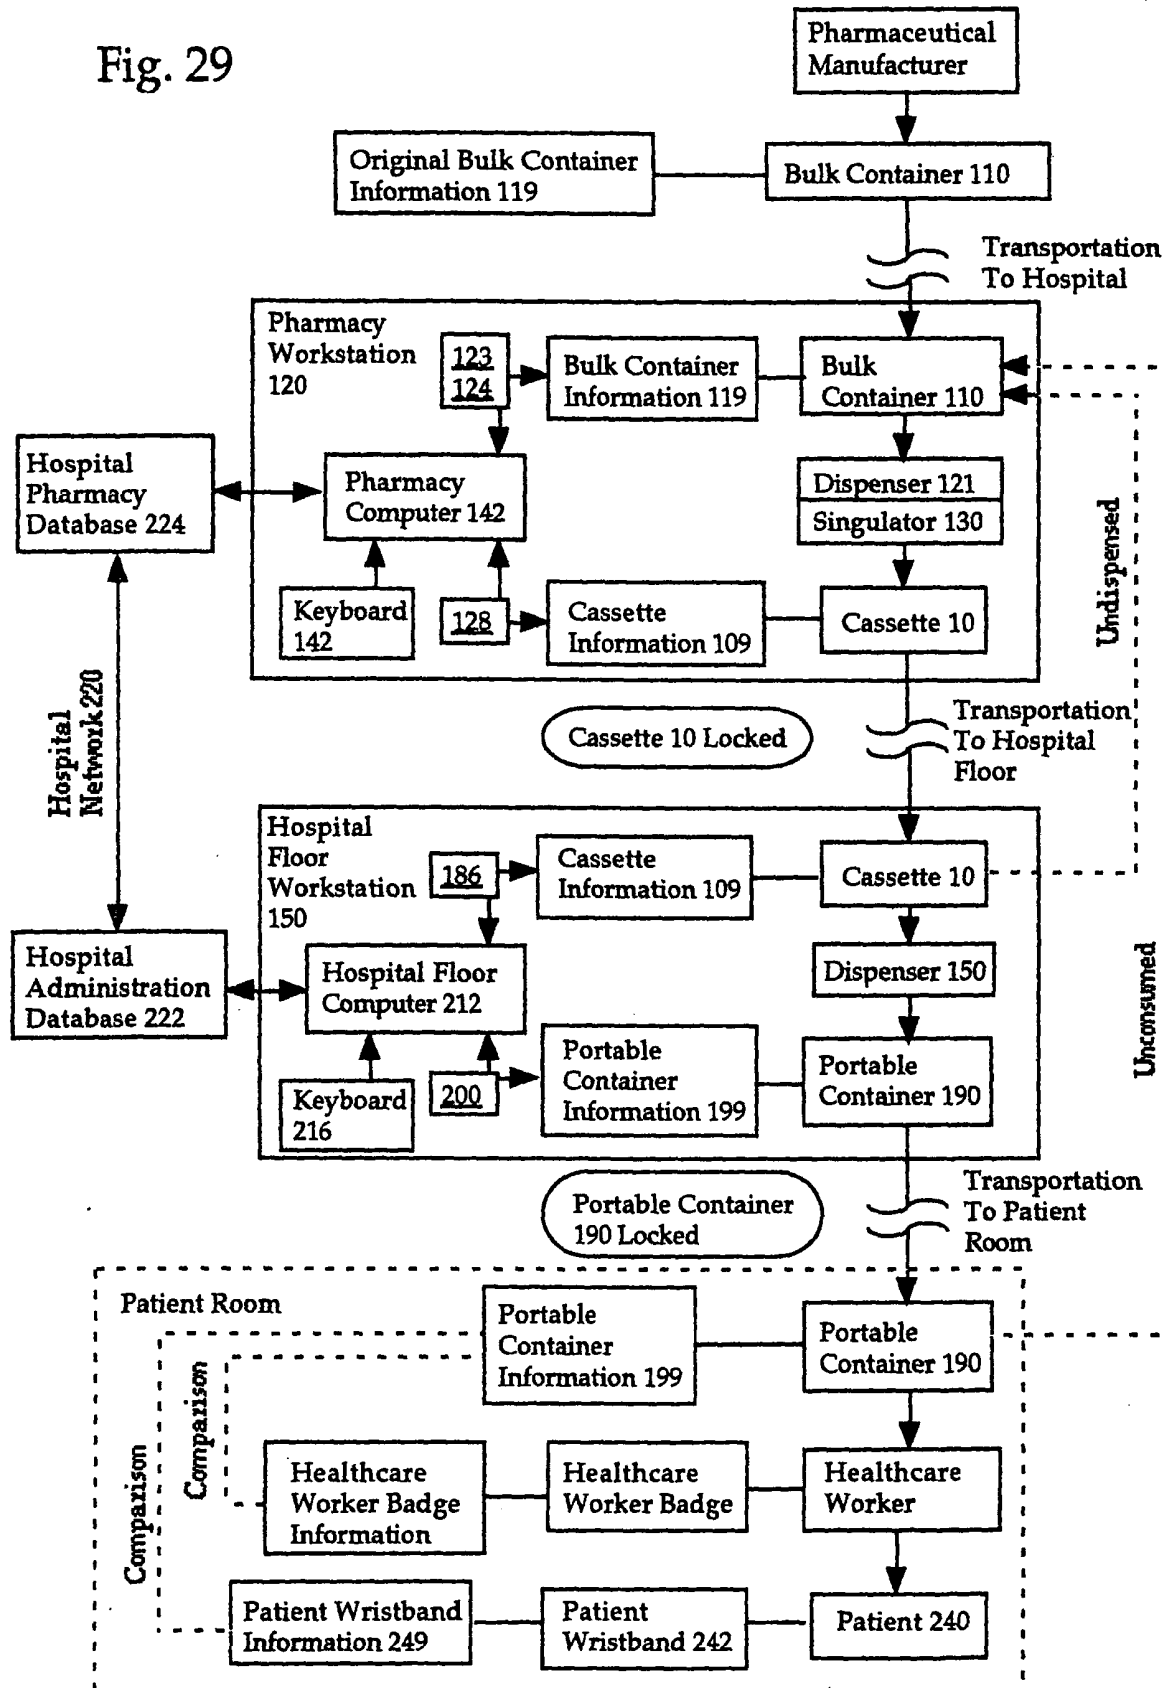 Fig. 29
Pharmaceutical
Manufacturer
Original Bulk Container
Information 119
Bulk Container 110
Transportation
To Hospital
Pharmacy
Workstation
120
123
124
Bulk Container
Information 119
Bulk
Container 110
Hospital
Pharmacy
Database 224
Pharmacy
Computer 142
Dispenser 121
Singulator 130
Undispensed
Keyboard
142
128
Cassette
Information 109
Cassette 10
Hospital
Network 220
Cassette 10 Locked
Transportation
To Hospital
Floor
Hospital
Floor
Workstation
150
186
Cassette
Information 109
Cassette 10
Hospital
Administration
Database 222
Hospital Floor
Computer 212
Dispenser 150
Unconsumed
Keyboard
216
200
Portable
Container
Information 199
Portable
Container 190
Portable Container
190 Locked
Transportation
To Patient
Room
Patient Room
Portable
Container
Information 199
Portable
Container 190
Comparison
Comparison
Healthcare
Worker Badge
Information
Healthcare
Worker Badge
Healthcare
Worker
Patient Wristband
Information 249
Patient
Wristband 242
Patient 240